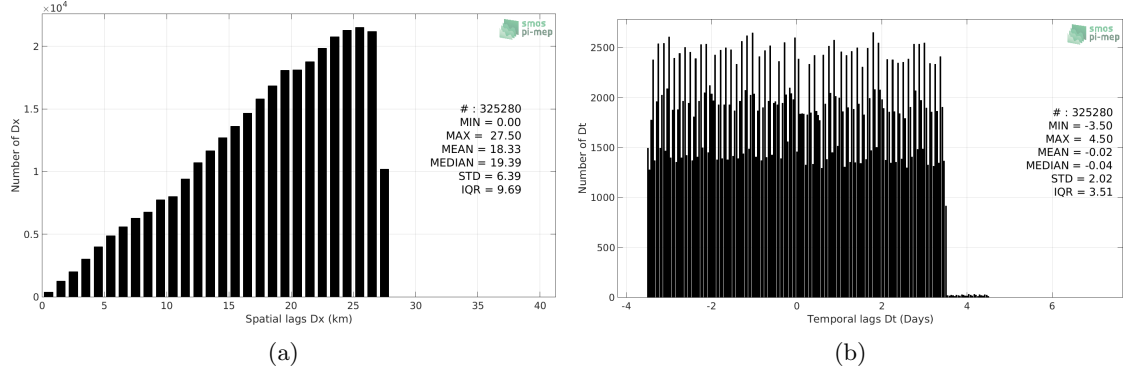 ×10⁴
smos
pi-mep
2
1.5
1
0.5
0
Number of Dx
# : 325280
MIN = 0.00
MAX = 27.50
MEAN = 18.33
MEDIAN = 19.39
STD = 6.39
IQR = 9.69
0 5 10 15 20 25 30 35 40
Spatial lags Dx (km)
(a)
smos
pi-mep
2500
2000
1500
1000
500
0
Number of Dt
# : 325280
MIN = -3.50
MAX = 4.50
MEAN = -0.02
MEDIAN = -0.04
STD = 2.02
IQR = 3.51
-4 -2 0 2 4 6
Temporal lags Dt (Days)
(b)